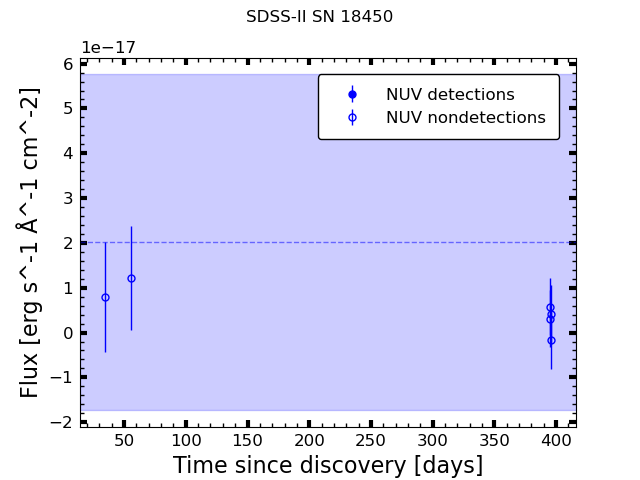 SDSS-II SN 18450
1e−17
6
5
4
3
2
1
0
−1
−2
Flux [erg s^-1 Å^-1 cm^-2]
NUV detections
NUV nondetections
50 100 150 200 250 300 350 400
Time since discovery [days]